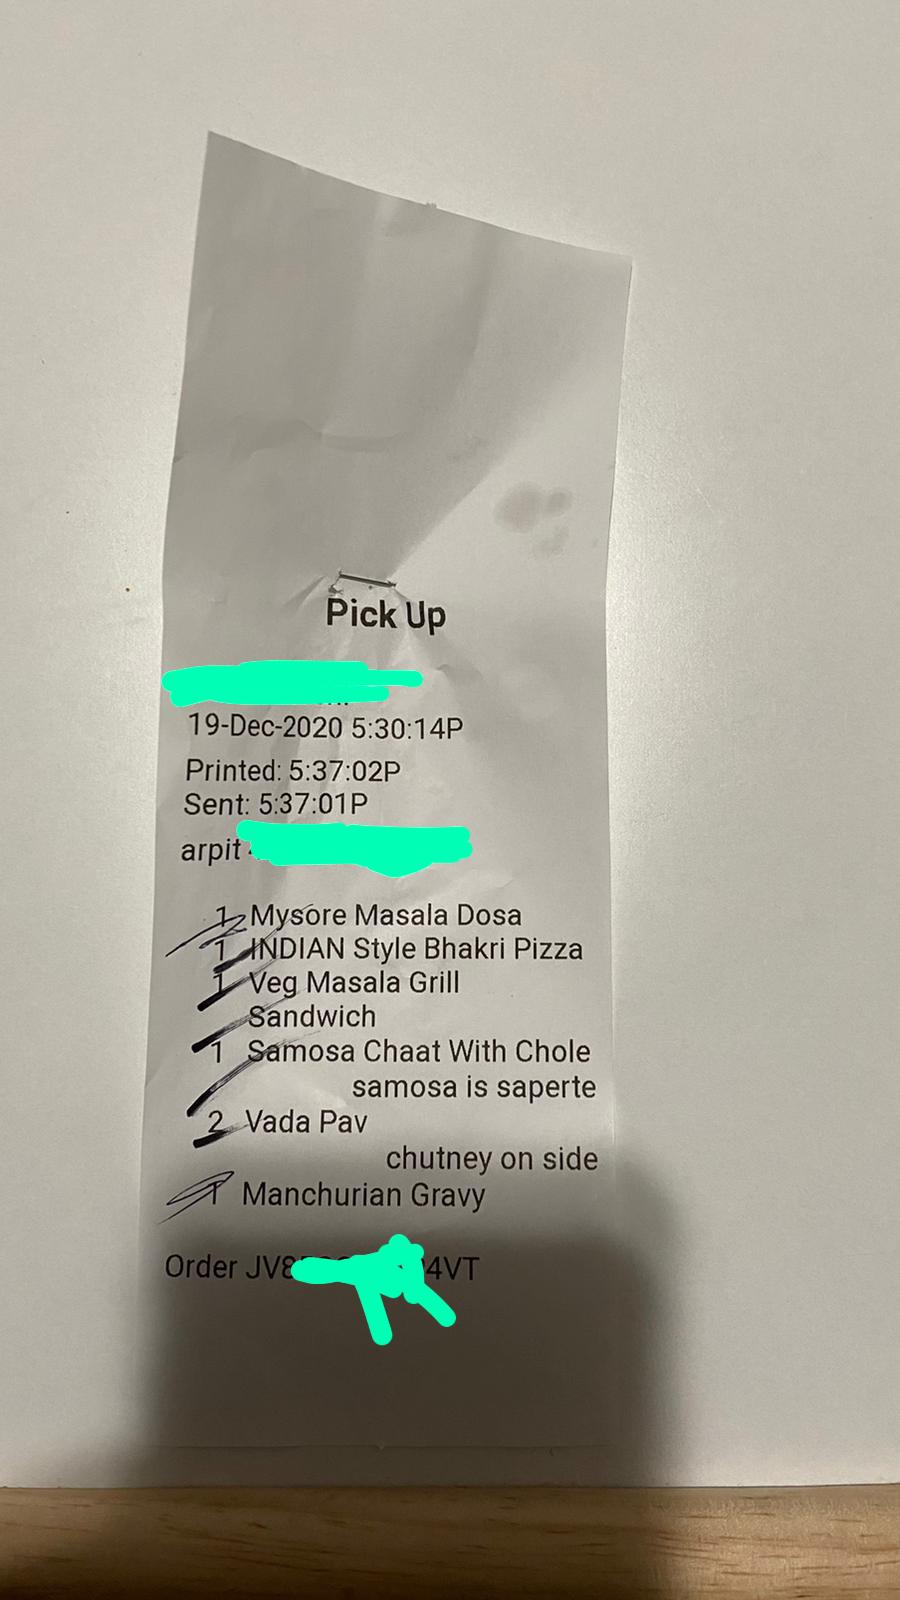 Pick Up
19-Dec-2020 5:30:14P
Printed: 5:37:02P
Sent: 5:37:01P
arpit
1 Mysore Masala Dosa
1 INDIAN Style Bhakri Pizza
1 Veg Masala Grill
Sandwich
1 Samosa Chaat With Chole
samosa is saperte
2 Vada Pav
chutney on side
1 Manchurian Gravy
Order